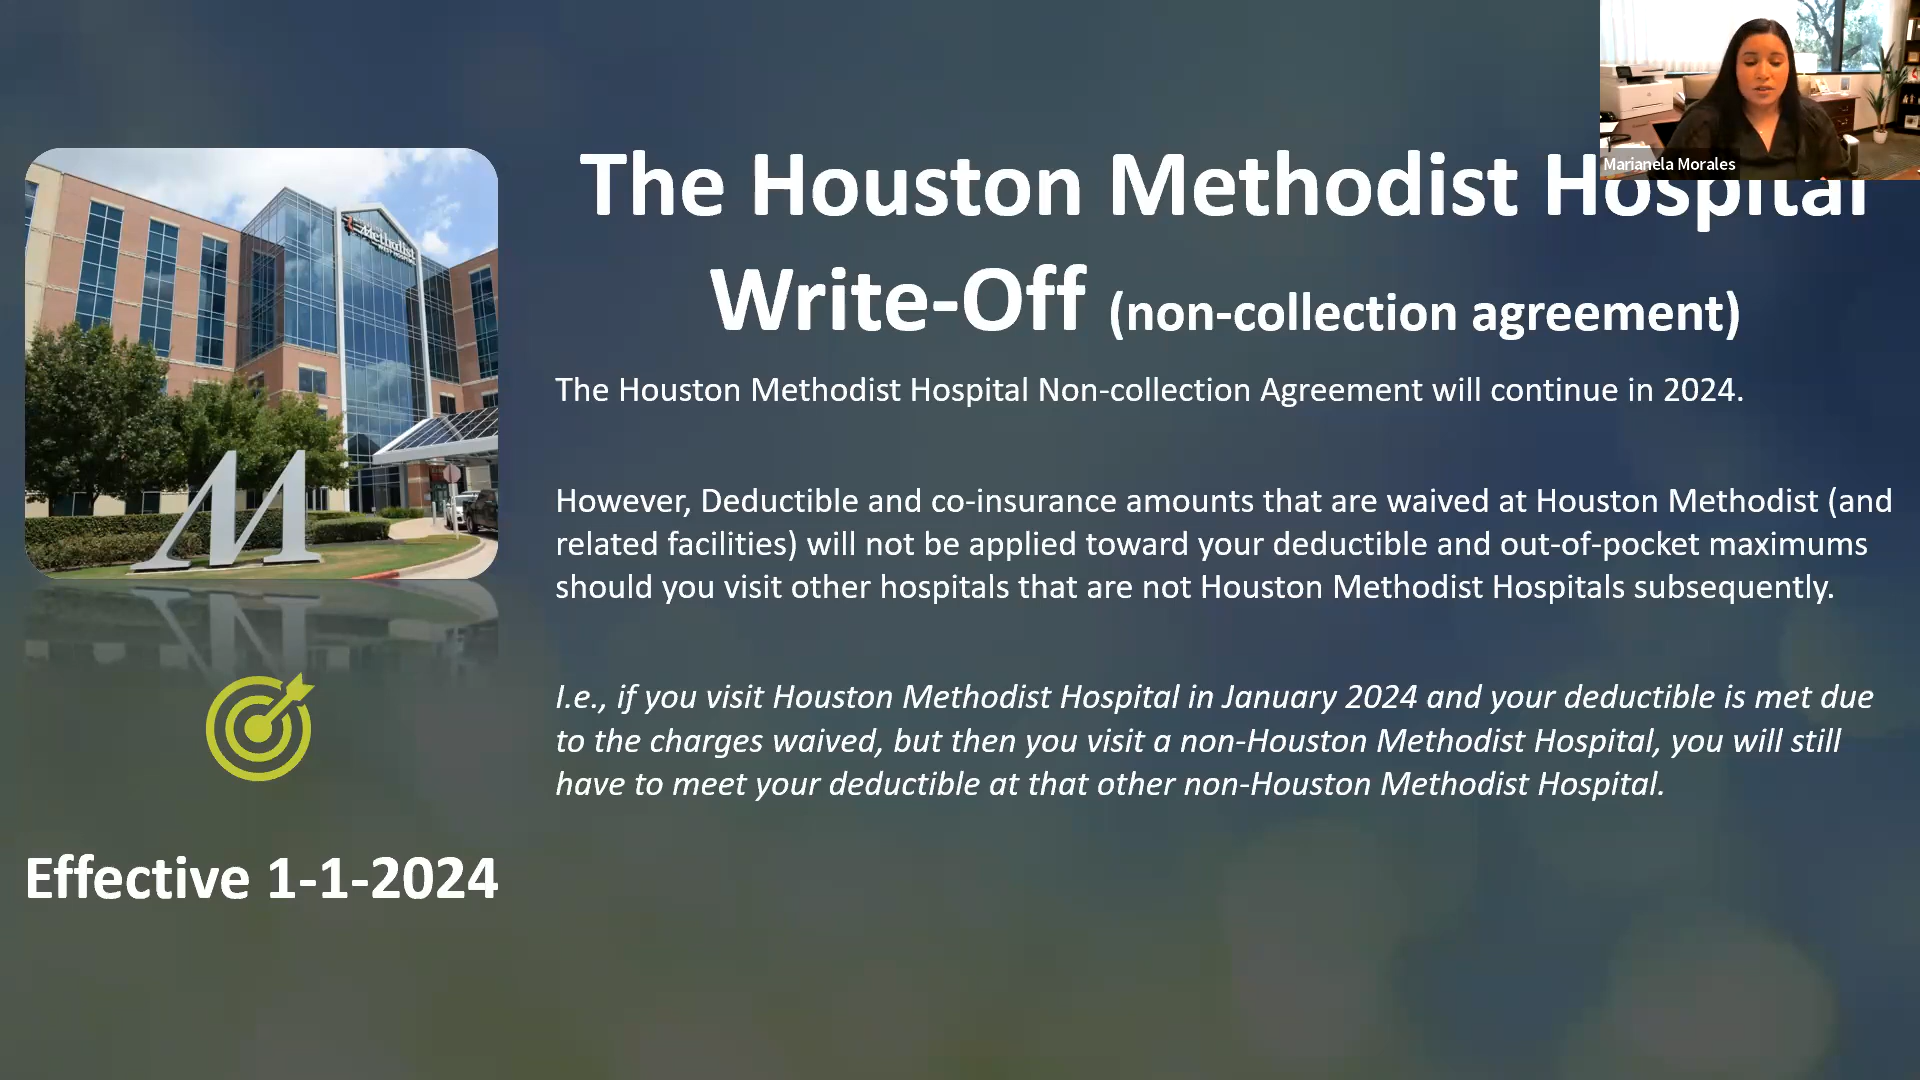 Marianela Morales
The Houston Methodist Hospital
Write-Off (non-collection agreement)
The Houston Methodist Hospital Non-collection Agreement will continue in 2024.
However, Deductible and co-insurance amounts that are waived at Houston Methodist (and
related facilities) will not be applied toward your deductible and out-of-pocket maximums
should you visit other hospitals that are not Houston Methodist Hospitals subsequently.
I.e., if you visit Houston Methodist Hospital in January 2024 and your deductible is met due
to the charges waived, but then you visit a non-Houston Methodist Hospital, you will still
have to meet your deductible at that other non-Houston Methodist Hospital.
Methodist
M
Effective 1-1-2024